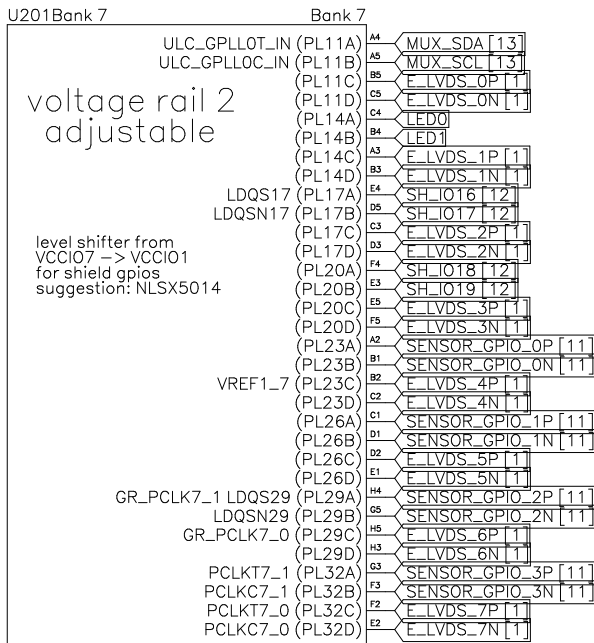 U201Bank 7 Bank 7
ULC_GPLL0T_IN (PL11A) A4 MUX_SDA [13]
ULC_GPLL0C_IN (PL11B) A5 MUX_SCL [13]
(PL11C) B5 E_LVDS_0P [1]
(PL11D) C5 E_LVDS_0N [1]
voltage rail 2
adjustable
(PL14A) C4 LED0
(PL14B) B4 LED1
(PL14C) A3 E_LVDS_1P [1]
(PL14D) B3 E_LVDS_1N [1]
LDQS17 (PL17A) E4 SH_IO16 [12]
LDQSN17 (PL17B) D5 SH_IO17 [12]
(PL17C) C3 E_LVDS_2P [1]
(PL17D) D3 E_LVDS_2N [1]
level shifter from
VCCIO7 -> VCCIO1
for shield gpios
suggestion: NLSX5014
(PL20A) F4 SH_IO18 [12]
(PL20B) E3 SH_IO19 [12]
(PL20C) E5 E_LVDS_3P [1]
(PL20D) F5 E_LVDS_3N [1]
(PL23A) A2 SENSOR_GPIO_0P [11]
(PL23B) B1 SENSOR_GPIO_0N [11]
VREF1_7 (PL23C) B2 E_LVDS_4P [1]
(PL23D) C2 E_LVDS_4N [1]
(PL26A) C1 SENSOR_GPIO_1P [11]
(PL26B) D1 SENSOR_GPIO_1N [11]
(PL26C) D2 E_LVDS_5P [1]
(PL26D) E1 E_LVDS_5N [1]
GR_PCLK7_1 LDQS29 (PL29A) H4 SENSOR_GPIO_2P [11]
LDQSN29 (PL29B) G5 SENSOR_GPIO_2N [11]
GR_PCLK7_0 (PL29C) H5 E_LVDS_6P [1]
(PL29D) H3 E_LVDS_6N [1]
PCLKT7_1 (PL32A) G3 SENSOR_GPIO_3P [11]
PCLKC7_1 (PL32B) F3 SENSOR_GPIO_3N [11]
PCLKT7_0 (PL32C) F2 E_LVDS_7P [1]
PCLKC7_0 (PL32D) E2 E_LVDS_7N [1]